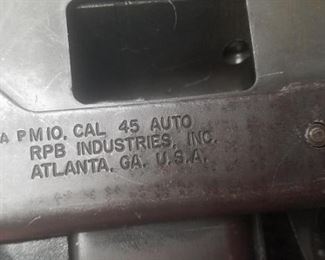 A PM10. CAL 45 AUTO
RPB INDUSTRIES, INC.
ATLANTA. GA. U.S.A.